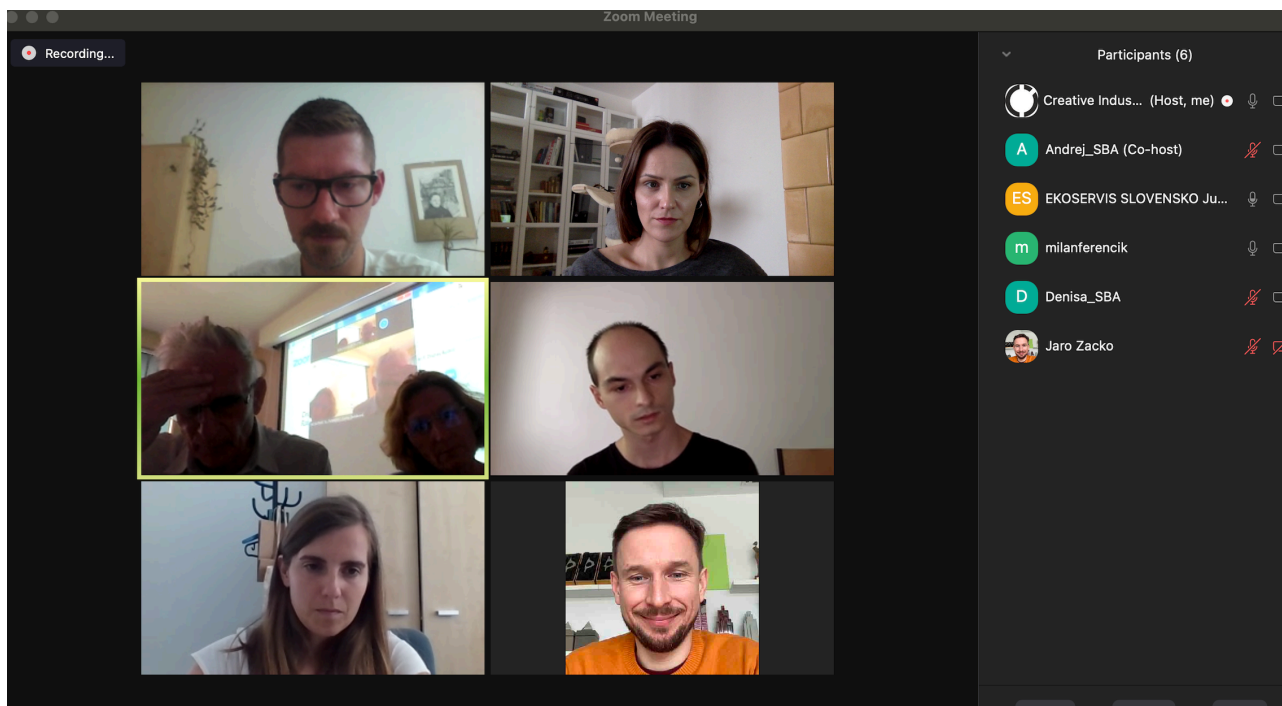 Zoom Meeting
Recording...
Participants (6)
Creative Indus... (Host, me)
A
Andrej_SBA (Co-host)
ES
EKOSERVIS SLOVENSKO Ju...
m
milanferencik
D
Denisa_SBA
Jaro Zacko